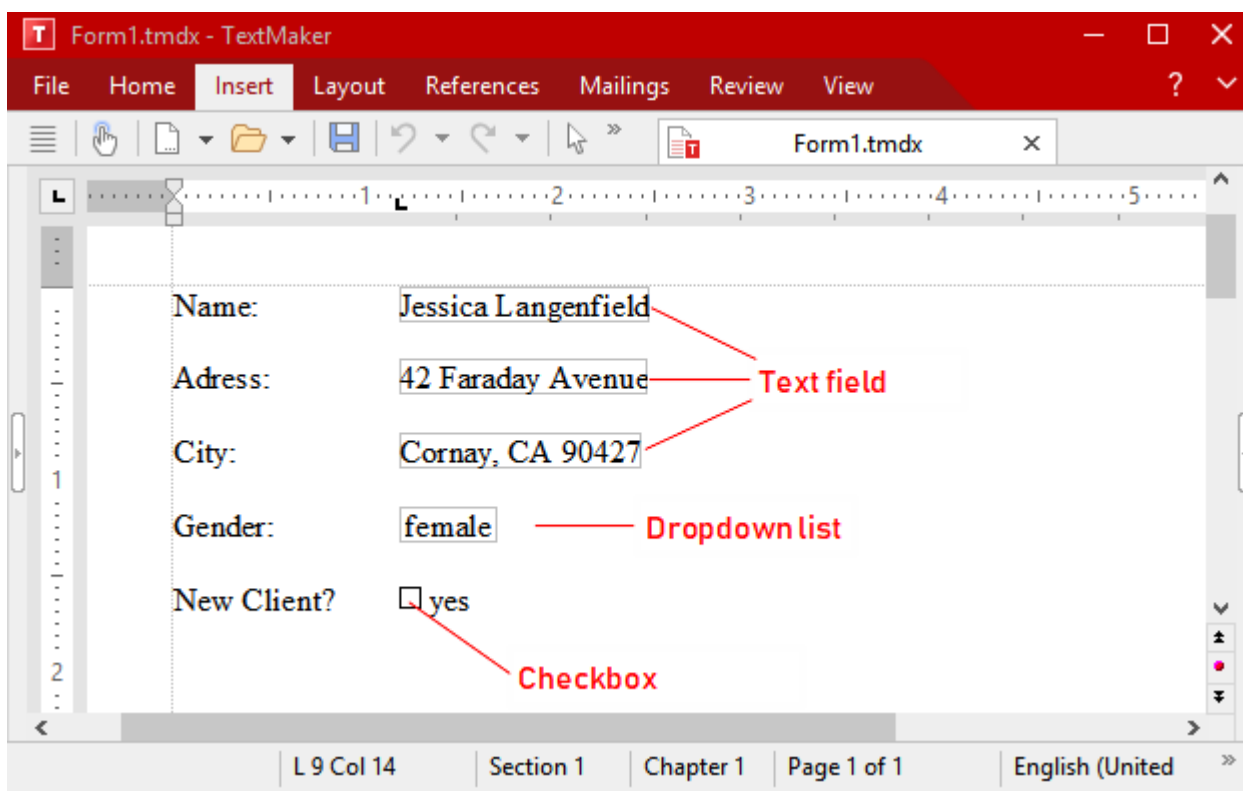 T Form1.tmdx - TextMaker
File Home Insert Layout References Mailings Review View ?
T Form1.tmdx
L 1 2 3 4 5
Name: Jessica Langenfield
Text field
Adress: 42 Faraday Avenue
City: Cornay, CA 90427
1
Gender: female Dropdown list
New Client? yes
2
Checkbox
L 9 Col 14 Section 1 Chapter 1 Page 1 of 1 English (United